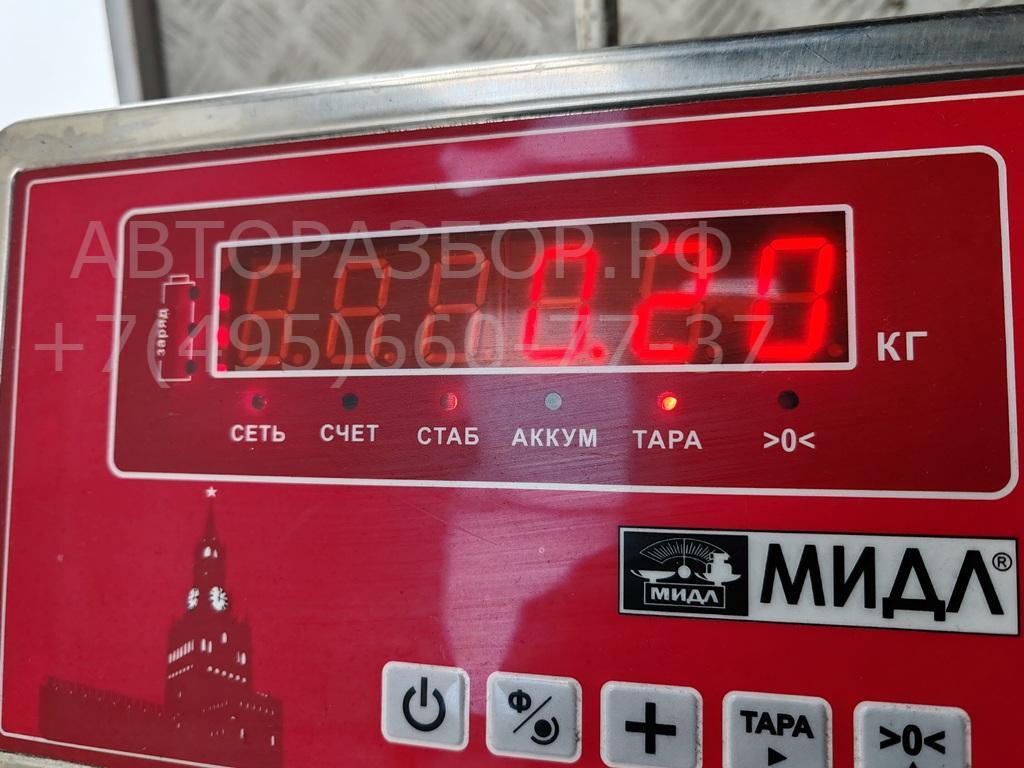 АВТОРАЗБОР.РФ
+7(495)660-77-37
заряд
0.20
КГ
СЕТЬ СЧЕТ СТАБ АККУМ ТАРА >0<
МИДЛ МИДЛ®
Ф
ТАРА >0<